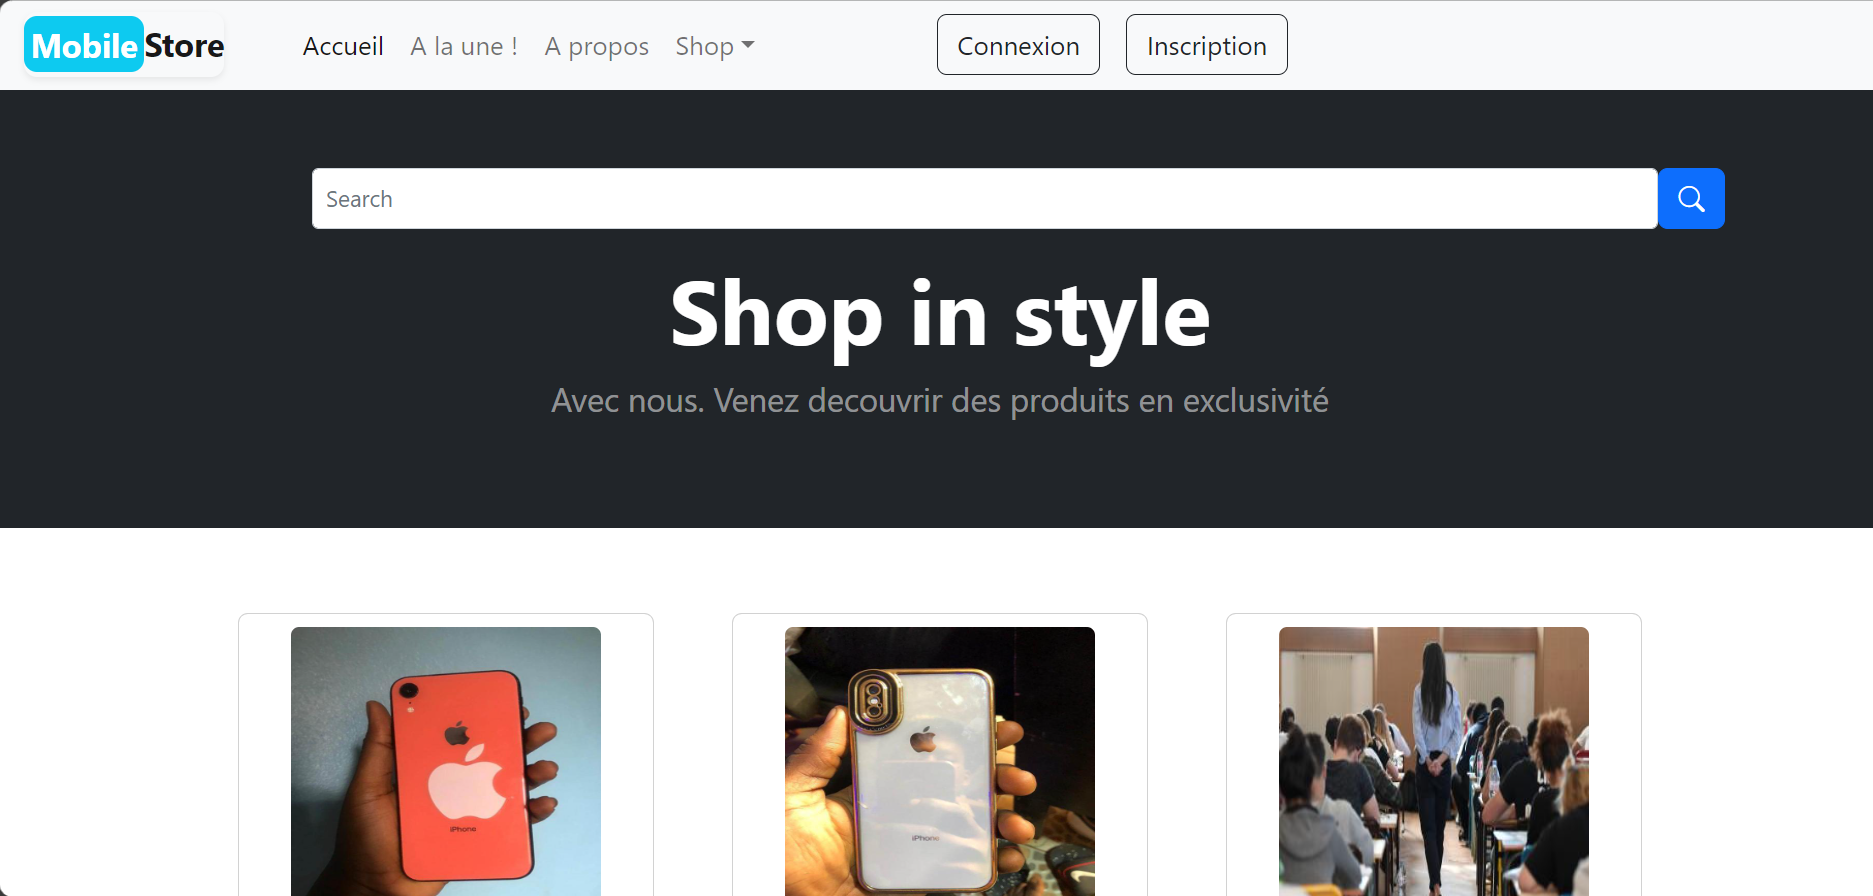 MobileStore Accueil A la une ! A propos Shop Connexion Inscription
Search
Shop in style
Avec nous. Venez decouvrir des produits en exclusivité
iPhone
iPhone